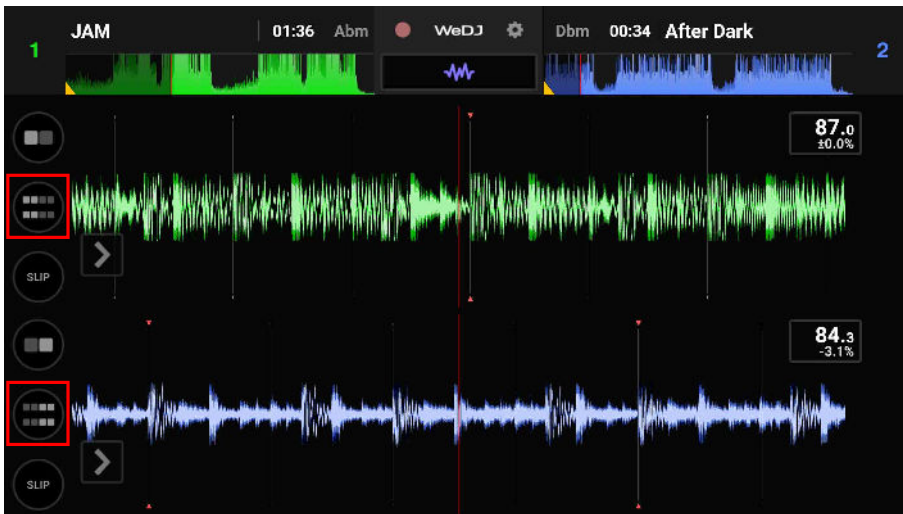 1 JAM 01:36 Abm WeDJ Dbm 00:34 After Dark 2
87.0
±0.0%
SLIP
84.3
-3.1%
SLIP